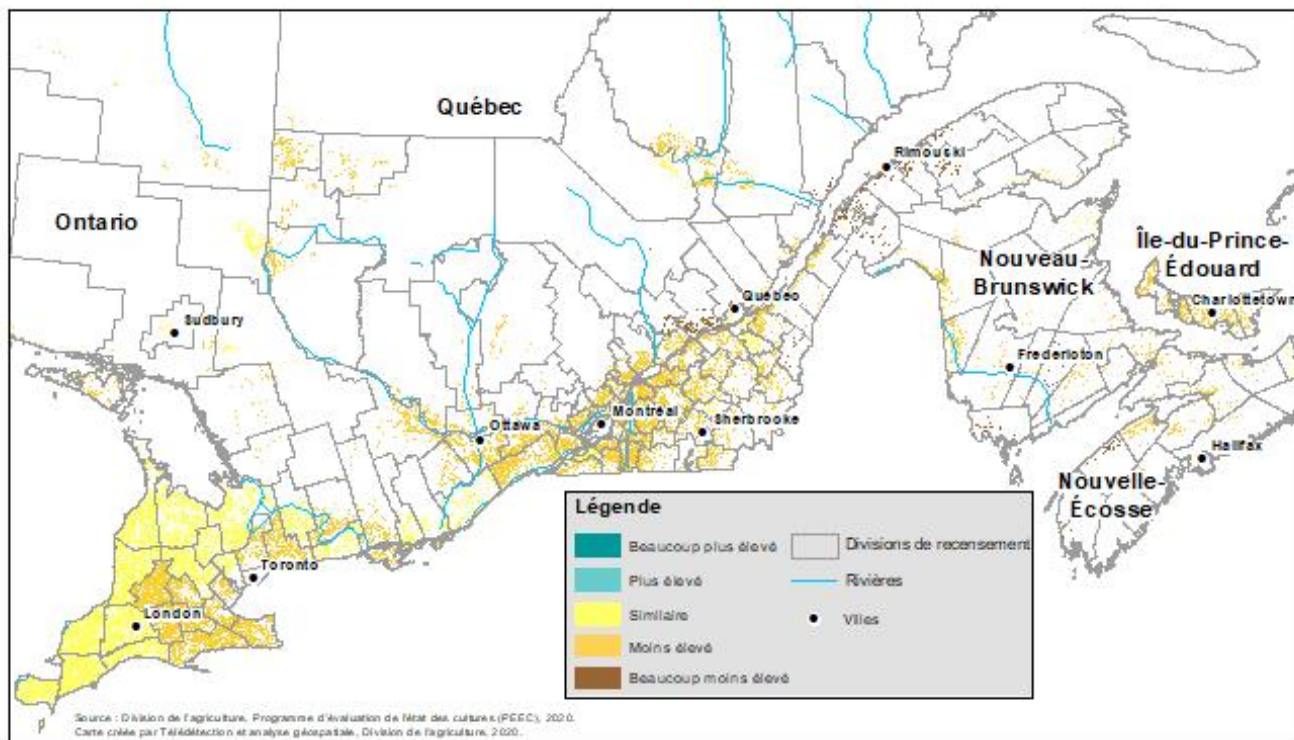 Québec
Rimouski
Ontario
Île-du-Prince-
Édouard
Nouveau-
Brunswick
Charlottetown
Québec
Sudbury
Fredericton
Montréal
Ottawa
Sherbrooke
Halifax
Nouvelle-
Écosse
Toronto
London
Légende
Beaucoup plus élevé
Plus élevé
Similaire
Moins élevé
Beaucoup moins élevé
Divisions de recensement
Rivières
Villes
Source : Division de l'agriculture, Programme d'évaluation de l'état des cultures (PEEC), 2020.
Carte créée par Télédétection et analyse géospatiale, Division de l'agriculture, 2020.